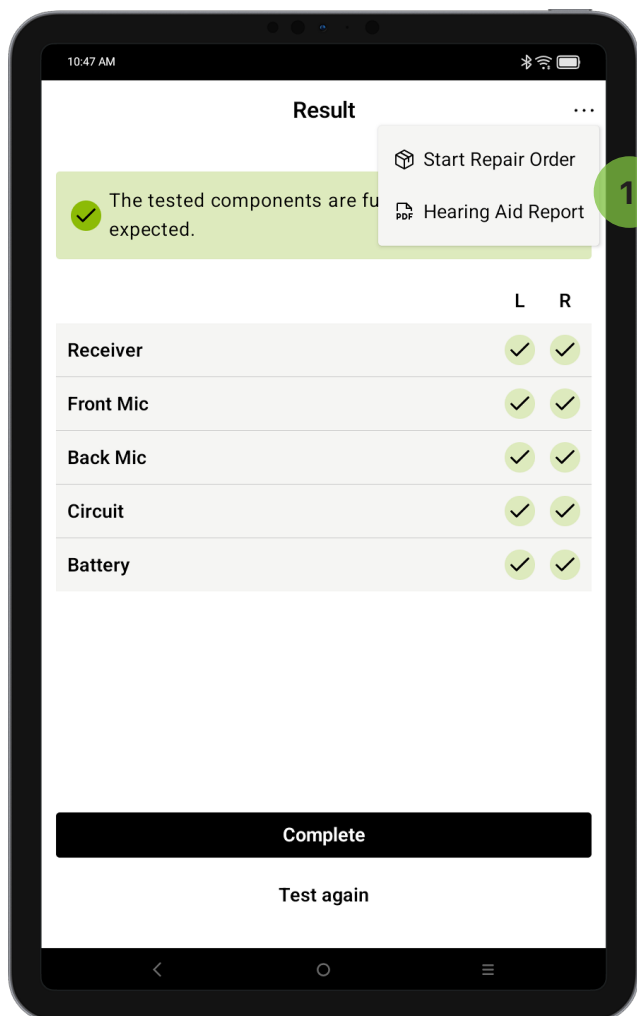 10:47 AM
Result
...
Start Repair Order
The tested components are fu
expected.
PDF Hearing Aid Report
1
L R
Receiver
Front Mic
Back Mic
Circuit
Battery
Complete
Test again